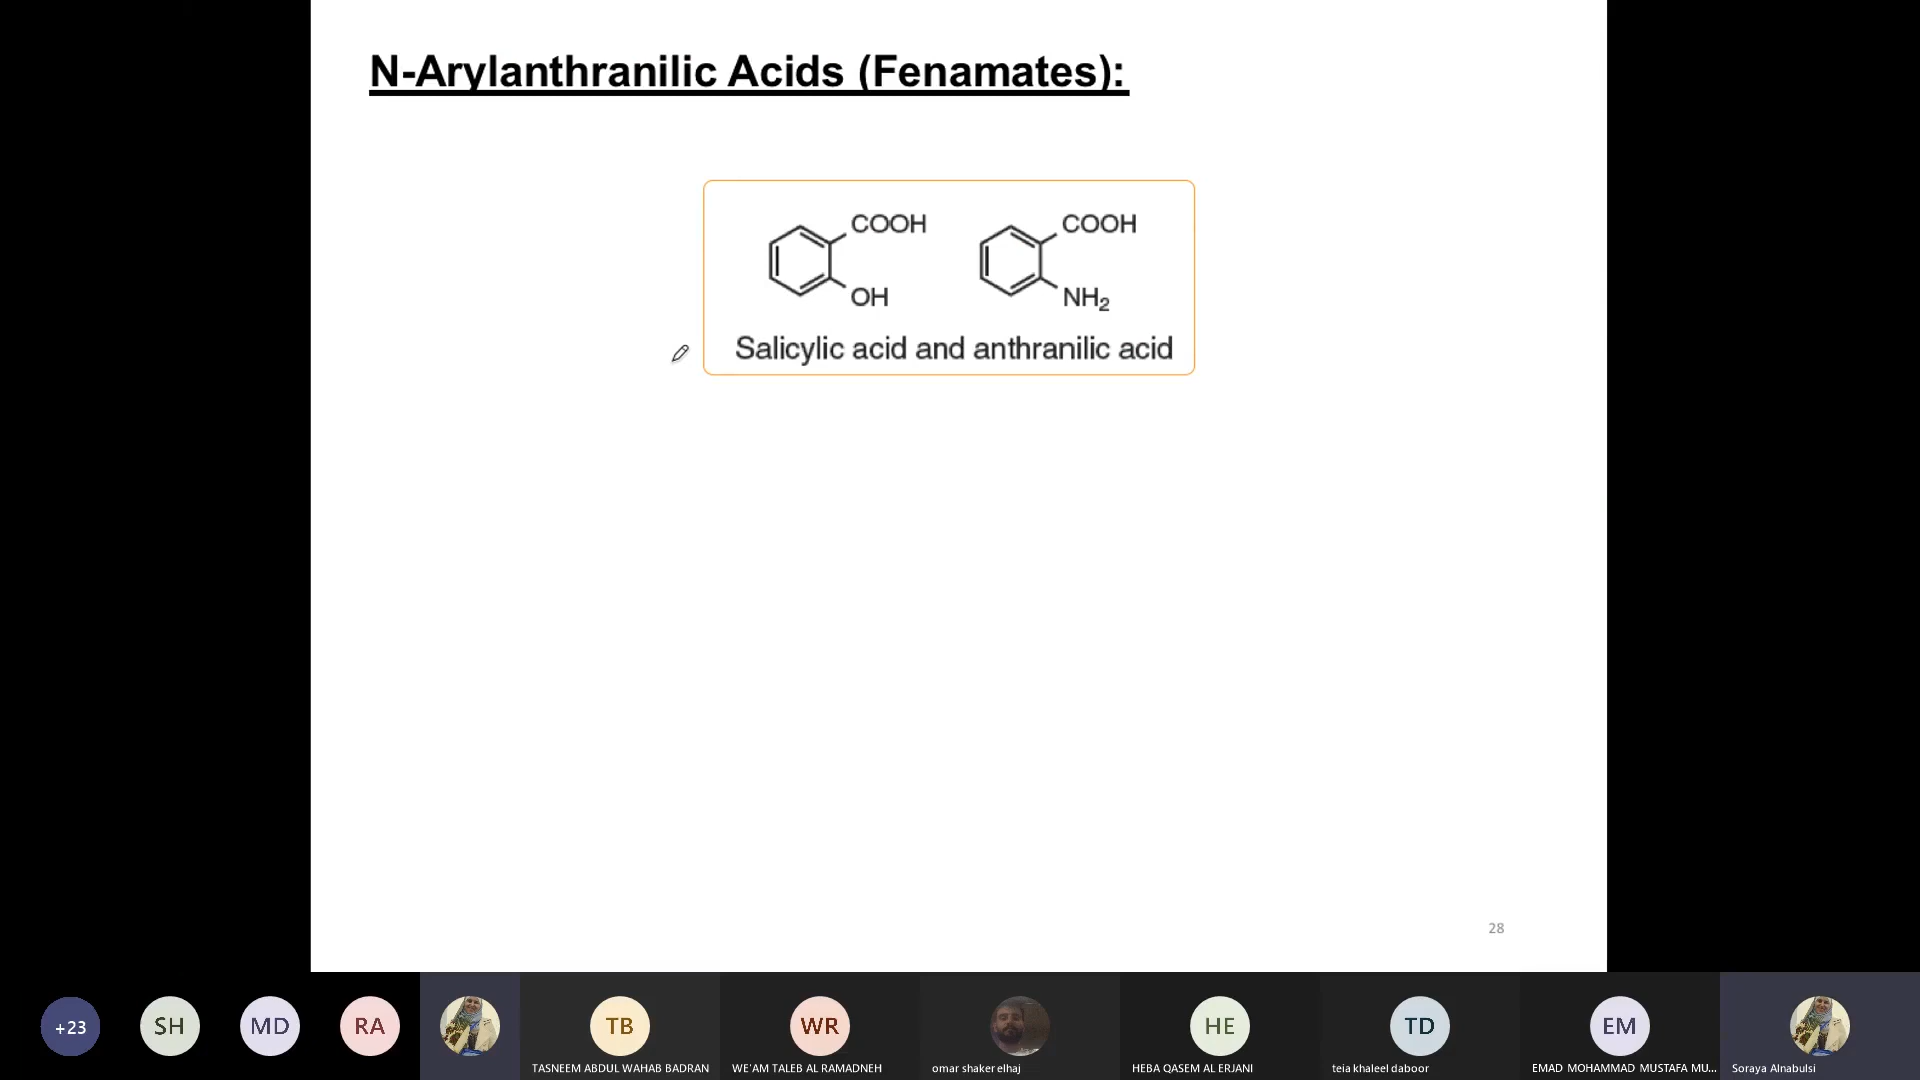 N-Arylanthranilic Acids (Fenamates):
COOH COOH
OH NH₂
Salicylic acid and anthranilic acid
28
+23 SH MD RA TB WR HE TD EM
TASNEEM ABDUL WAHAB BADRAN WE'AM TALEB AL RAMADNEH omar shaker elhaj HEBA QASEM AL ERJANI teia khaleel daboor EMAD MOHAMMAD MUSTAFA MU... Soraya Alnabulsi